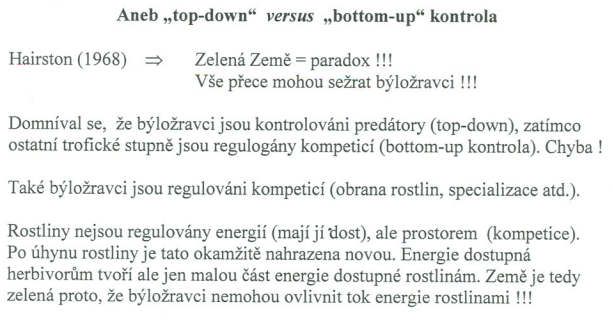 Aneb „top-down“ versus „bottom-up“ kontrola
Hairston (1968) ⇒ Zelená Země = paradox !!!
Vše přece mohou sežrat býložravci !!!
Domníval se, že býložravci jsou kontrolováni predátory (top-down), zatímco
ostatní trofické stupně jsou regulogány kompeticí (bottom-up kontrola). Chyba !
Také býložravci jsou regulováni kompeticí (obrana rostlin, specializace atd.).
Rostliny nejsou regulovány energií (mají jí dost), ale prostorem (kompetice).
Po úhynu rostliny je tato okamžitě nahrazena novou. Energie dostupná
herbivorům tvoří ale jen malou část energie dostupné rostlinám. Země je tedy
zelená proto, že býložravci nemohou ovlivnit tok energie rostlinami !!!